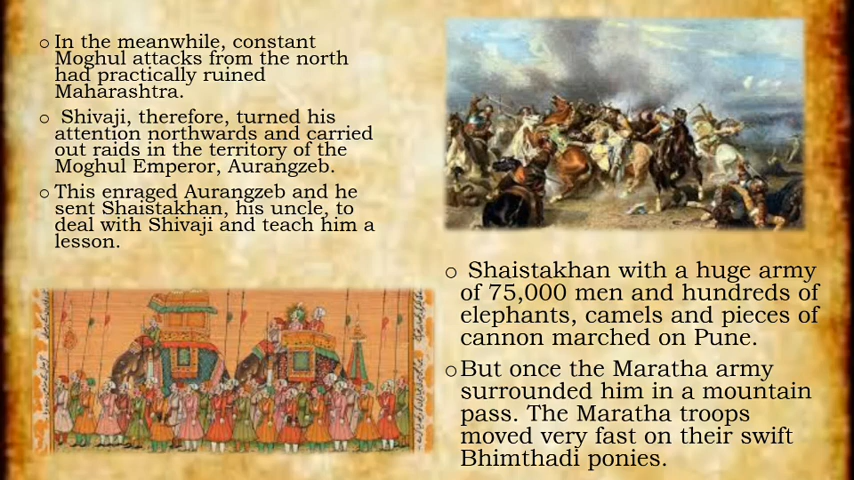 ○ In the meanwhile, constant
Moghul attacks from the north
had practically ruined
Maharashtra.
○ Shivaji, therefore, turned his
attention northwards and carried
out raids in the territory of the
Moghul Emperor, Aurangzeb.
○ This enraged Aurangzeb and he
sent Shaistakhan, his uncle, to
deal with Shivaji and teach him a
lesson.
○ Shaistakhan with a huge army
of 75,000 men and hundreds of
elephants, camels and pieces of
cannon marched on Pune.
○ But once the Maratha army
surrounded him in a mountain
pass. The Maratha troops
moved very fast on their swift
Bhimthadi ponies.